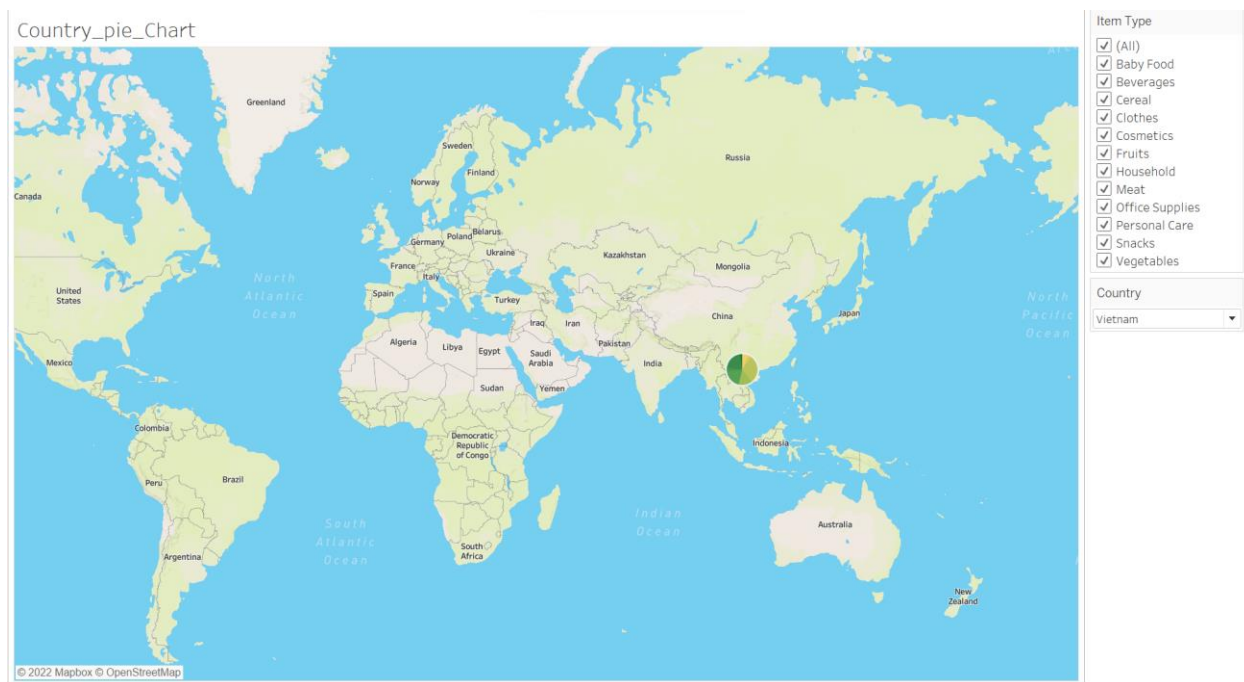 Country_pie_Chart
Greenland
Sweden
Finland
Norway
Russia
Canada
Poland
Belarus
Germany
Ukraine
Kazakhstan
France
Italy
Mongolia
North
Atlantic
Ocean
United
States
Spain
Turkey
North
Pacific
Ocean
China
Japan
Iraq
Iran
Algeria
Libya
Egypt
Pakistan
Saudi
Arabia
India
Mexico
Sudan
Yemen
Colombia
Democratic
Republic
of Congo
Indonesia
Peru
Brazil
South
Atlantic
Ocean
Indian
Ocean
Australia
Argentina
South
Africa
New
Zealand
© 2022 Mapbox © OpenStreetMap
Item Type
(All)
Baby Food
Beverages
Cereal
Clothes
Cosmetics
Fruits
Household
Meat
Office Supplies
Personal Care
Snacks
Vegetables
Country
Vietnam